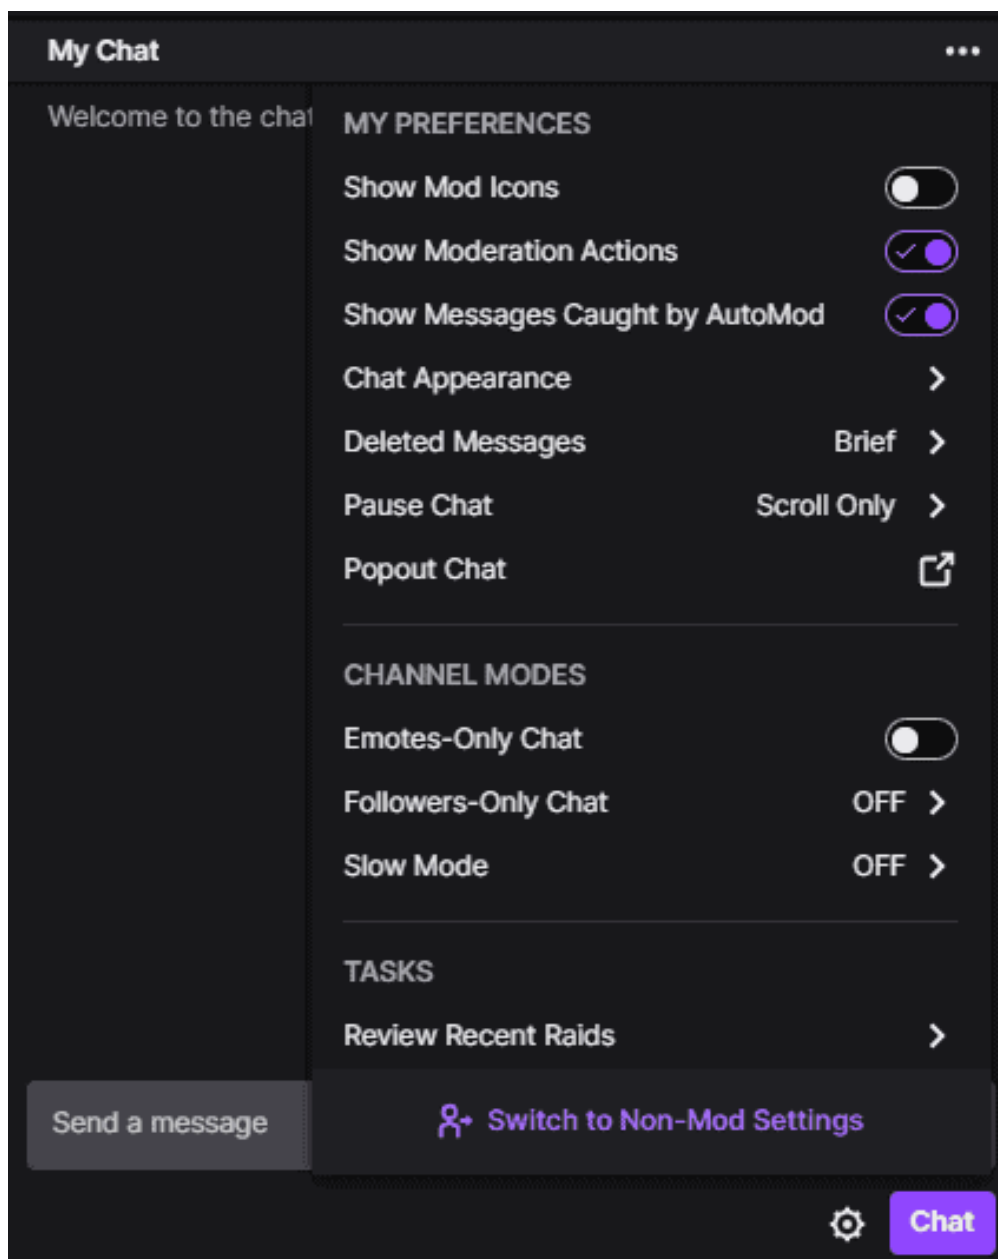 My Chat
Welcome to the chat
MY PREFERENCES
Show Mod Icons
Show Moderation Actions
Show Messages Caught by AutoMod
Chat Appearance
Deleted Messages Brief
Pause Chat Scroll Only
Popout Chat
CHANNEL MODES
Emotes-Only Chat
Followers-Only Chat OFF
Slow Mode OFF
TASKS
Review Recent Raids
Send a message
Switch to Non-Mod Settings
Chat